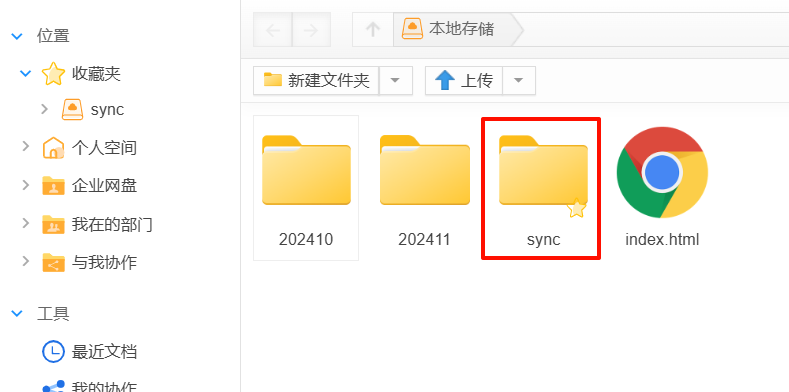 位置
收藏夹
sync
个人空间
企业网盘
我在的部门
与我协作
工具
最近文档
我的协作
本地存储
新建文件夹
上传
202410
202411
sync
index.html